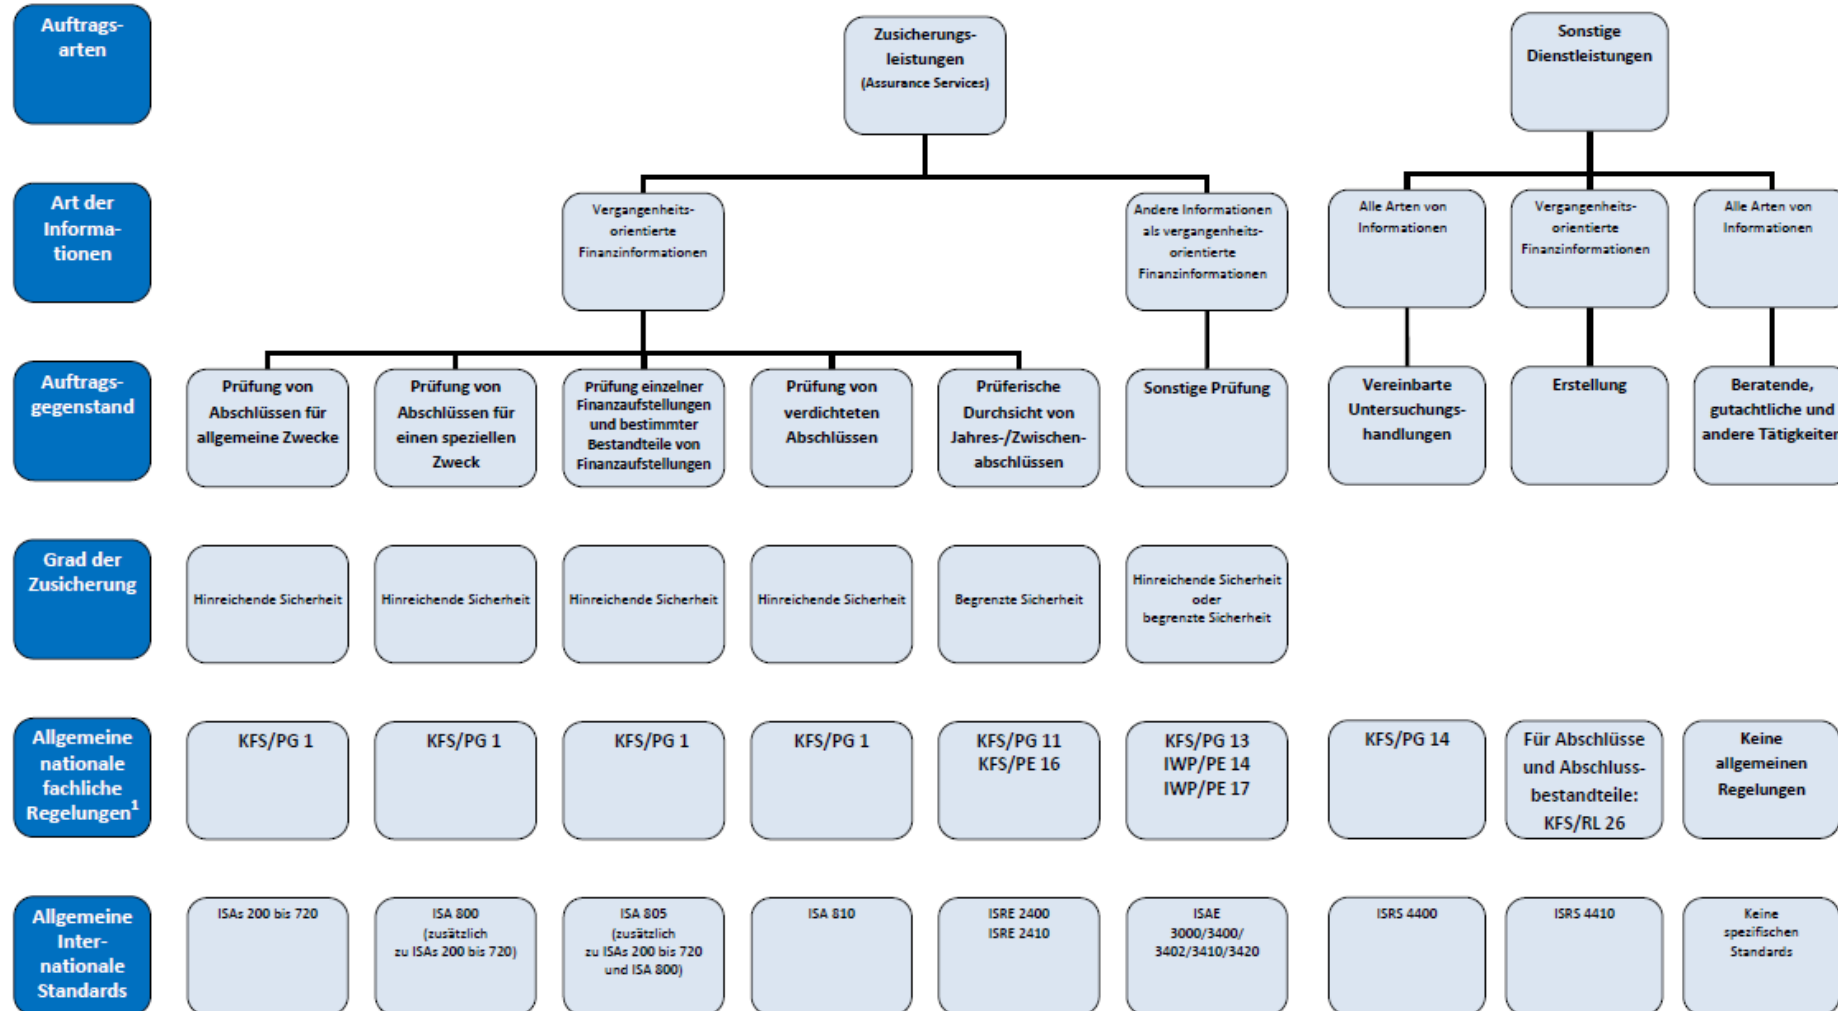 Auftrags-
arten
Zusicherungs-
leistungen
(Assurance Services)
Sonstige
Dienstleistungen
Art der
Informa-
tionen
Vergangenheits-
orientierte
Finanzinformationen
Andere Informationen
als vergangenheits-
orientierte
Finanzinformationen
Alle Arten von
Informationen
Vergangenheits-
orientierte
Finanzinformationen
Alle Arten von
Informationen
Auftrags-
gegenstand
Prüfung von
Abschlüssen für
allgemeine Zwecke
Prüfung von
Abschlüssen für
einen speziellen
Zweck
Prüfung einzelner
Finanzaufstellungen
und bestimmter
Bestandteile von
Finanzaufstellungen
Prüfung von
verdichteten
Abschlüssen
Prüferische
Durchsicht von
Jahres-/Zwischen-
abschlüssen
Sonstige Prüfung
Vereinbarte
Untersuchungs-
handlungen
Erstellung
Beratende,
gutachtliche und
andere Tätigkeiten
Grad der
Zusicherung
Hinreichende Sicherheit
Hinreichende Sicherheit
Hinreichende Sicherheit
Hinreichende Sicherheit
Begrenzte Sicherheit
Hinreichende Sicherheit
oder
begrenzte Sicherheit
Allgemeine
nationale
fachliche
Regelungen¹
KFS/PG 1
KFS/PG 1
KFS/PG 1
KFS/PG 1
KFS/PG 11
KFS/PE 16
KFS/PG 13
IWP/PE 14
IWP/PE 17
KFS/PG 14
Für Abschlüsse
und Abschluss-
bestandteile:
KFS/RL 26
Keine
allgemeinen
Regelungen
Allgemeine
Inter-
nationale
Standards
ISAs 200 bis 720
ISA 800
(zusätzlich
zu ISAs 200 bis 720)
ISA 805
(zusätzlich
zu ISAs 200 bis 720
und ISA 800)
ISA 810
ISRE 2400
ISRE 2410
ISAE
3000/3400/
3402/3410/3420
ISRS 4400
ISRS 4410
Keine
spezifischen
Standards